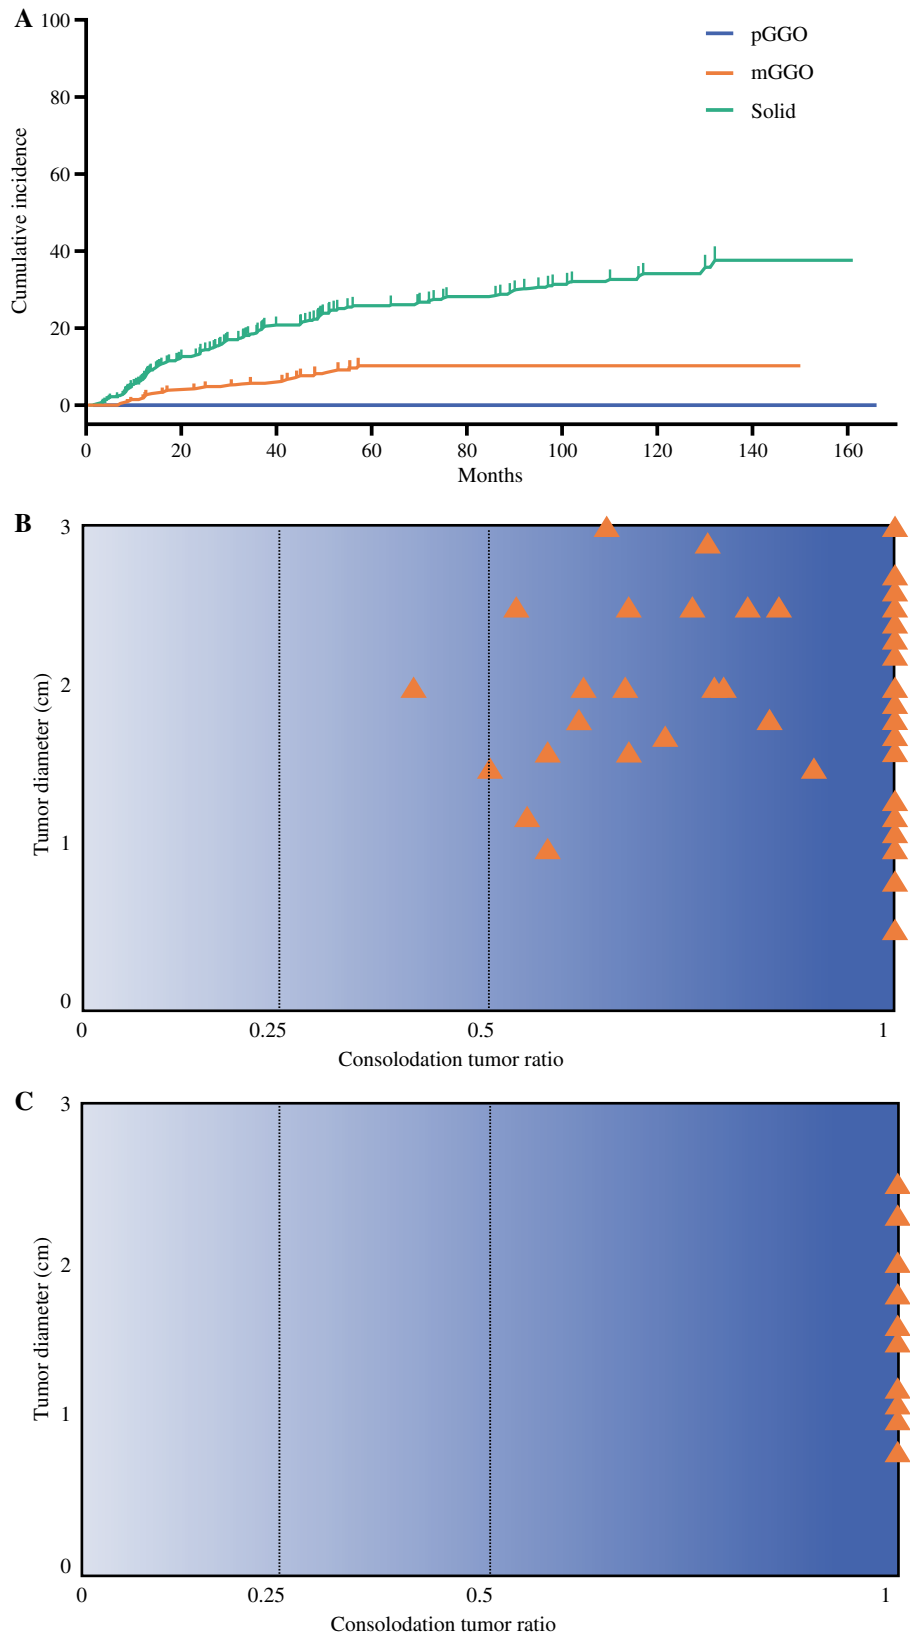 A
100
80
60
40
20
0
Cumulative incidence
pGGO
mGGO
Solid
0 20 40 60 80 100 120 140 160
Months
B
3
2
1
0
Tumor diameter (cm)
0 0.25 0.5 1
Consolodation tumor ratio
C
3
2
1
0
Tumor diameter (cm)
0 0.25 0.5 1
Consolodation tumor ratio